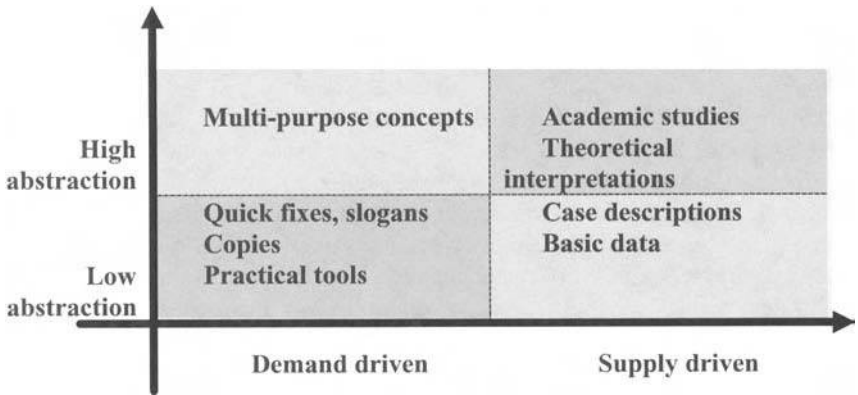 High
abstraction
Multi-purpose concepts
Academic studies
Theoretical
interpretations
Low
abstraction
Quick fixes, slogans
Copies
Practical tools
Case descriptions
Basic data
Demand driven
Supply driven